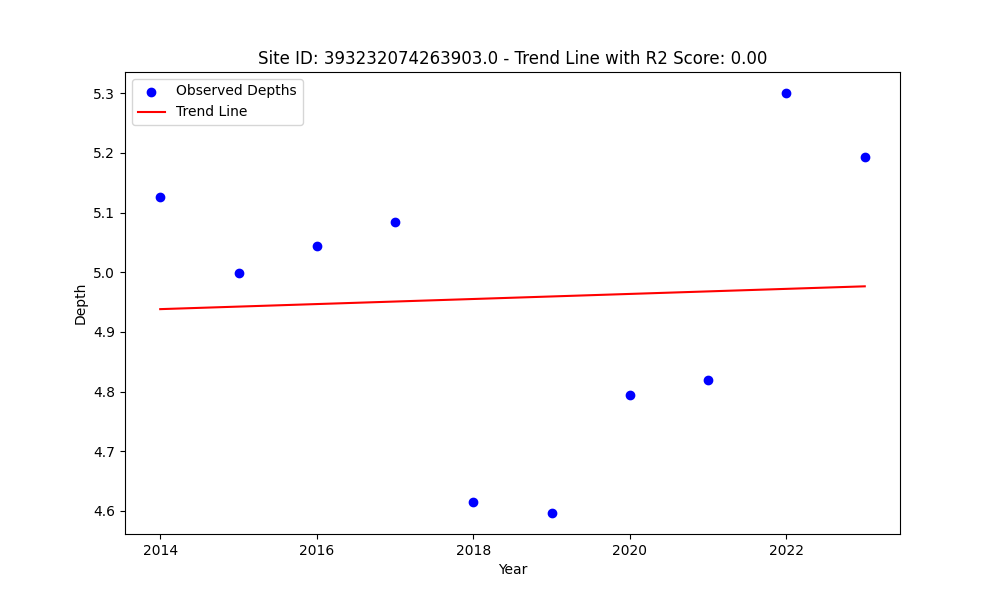 Site ID: 393232074263903.0 - Trend Line with R2 Score: 0.00
Observed Depths
Trend Line
5.3
5.2
5.1
5.0
4.9
4.8
4.7
4.6
Depth
2014
2016
2018
2020
2022
Year